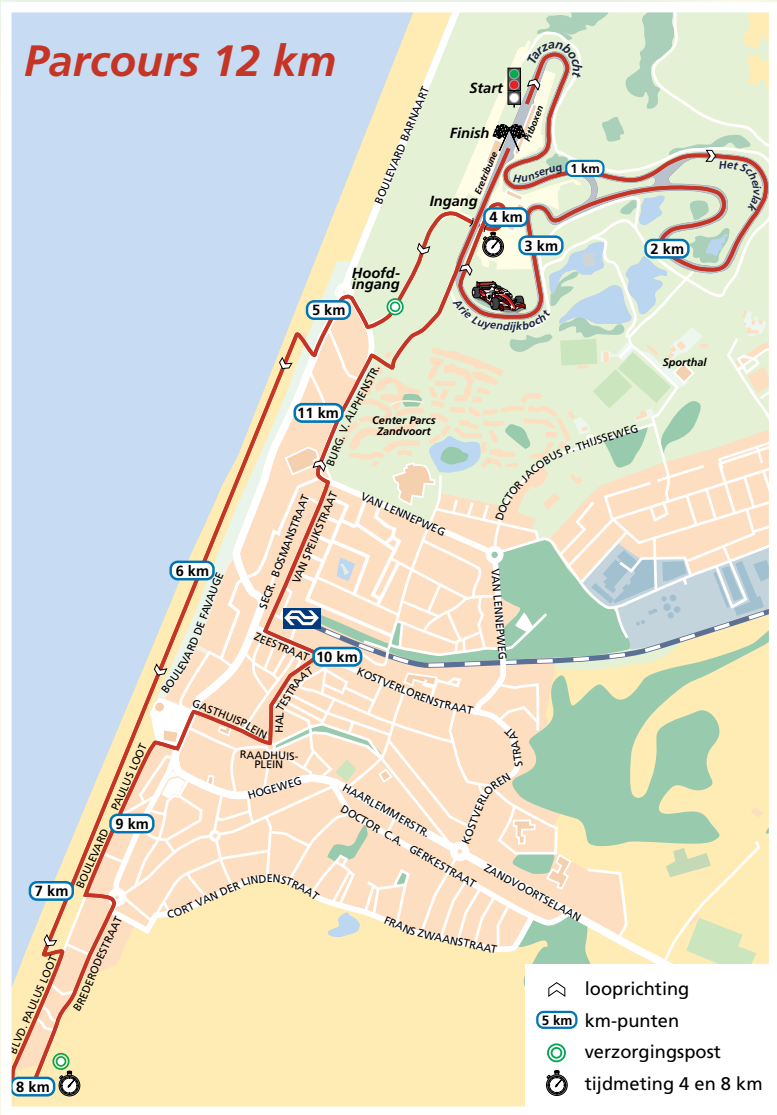 Parcours 12 km
Tarzanbocht
Start
Pitboxen
Finish
BOULEVARD BARNAART
Eretribune
Hunserug
1 km
Het Scheivlak
Ingang
4 km
3 km
2 km
Hoofd-
ingang
5 km
Arie Luyendijkbocht
Sporthal
11 km
BURG. V. ALPHENSTR.
Center Parcs
Zandvoort
DOCTOR JACOBUS P. THIJSSEWEG
VAN LENNEPWEG
SECR. BOSMANSTRAAT
VAN SPEIJKSTRAAT
6 km
BOULEVARD DE FAVAUGE
VAN LENNEPWEG
ZEESTRAAT
10 km
KOSTVERLORENSTRAAT
HALTESTRAAT
GASTHUISPLEIN
RAADHUIS-
PLEIN
STRAAT
KOSTVERLOREN
HOGEWEG
HAARLEMMERSTR.
DOCTOR C.A. GERKESTRAAT
BOULEVARD PAULUS LOOT
9 km
ZANDVOORTSELAAN
7 km
CORT VAN DER LINDENSTRAAT
FRANS ZWAANSTRAAT
BREDERODESTRAAT
BLVD. PAULUS LOOT
8 km
looprichting
5 km km-punten
verzorgingspost
tijdmeting 4 en 8 km